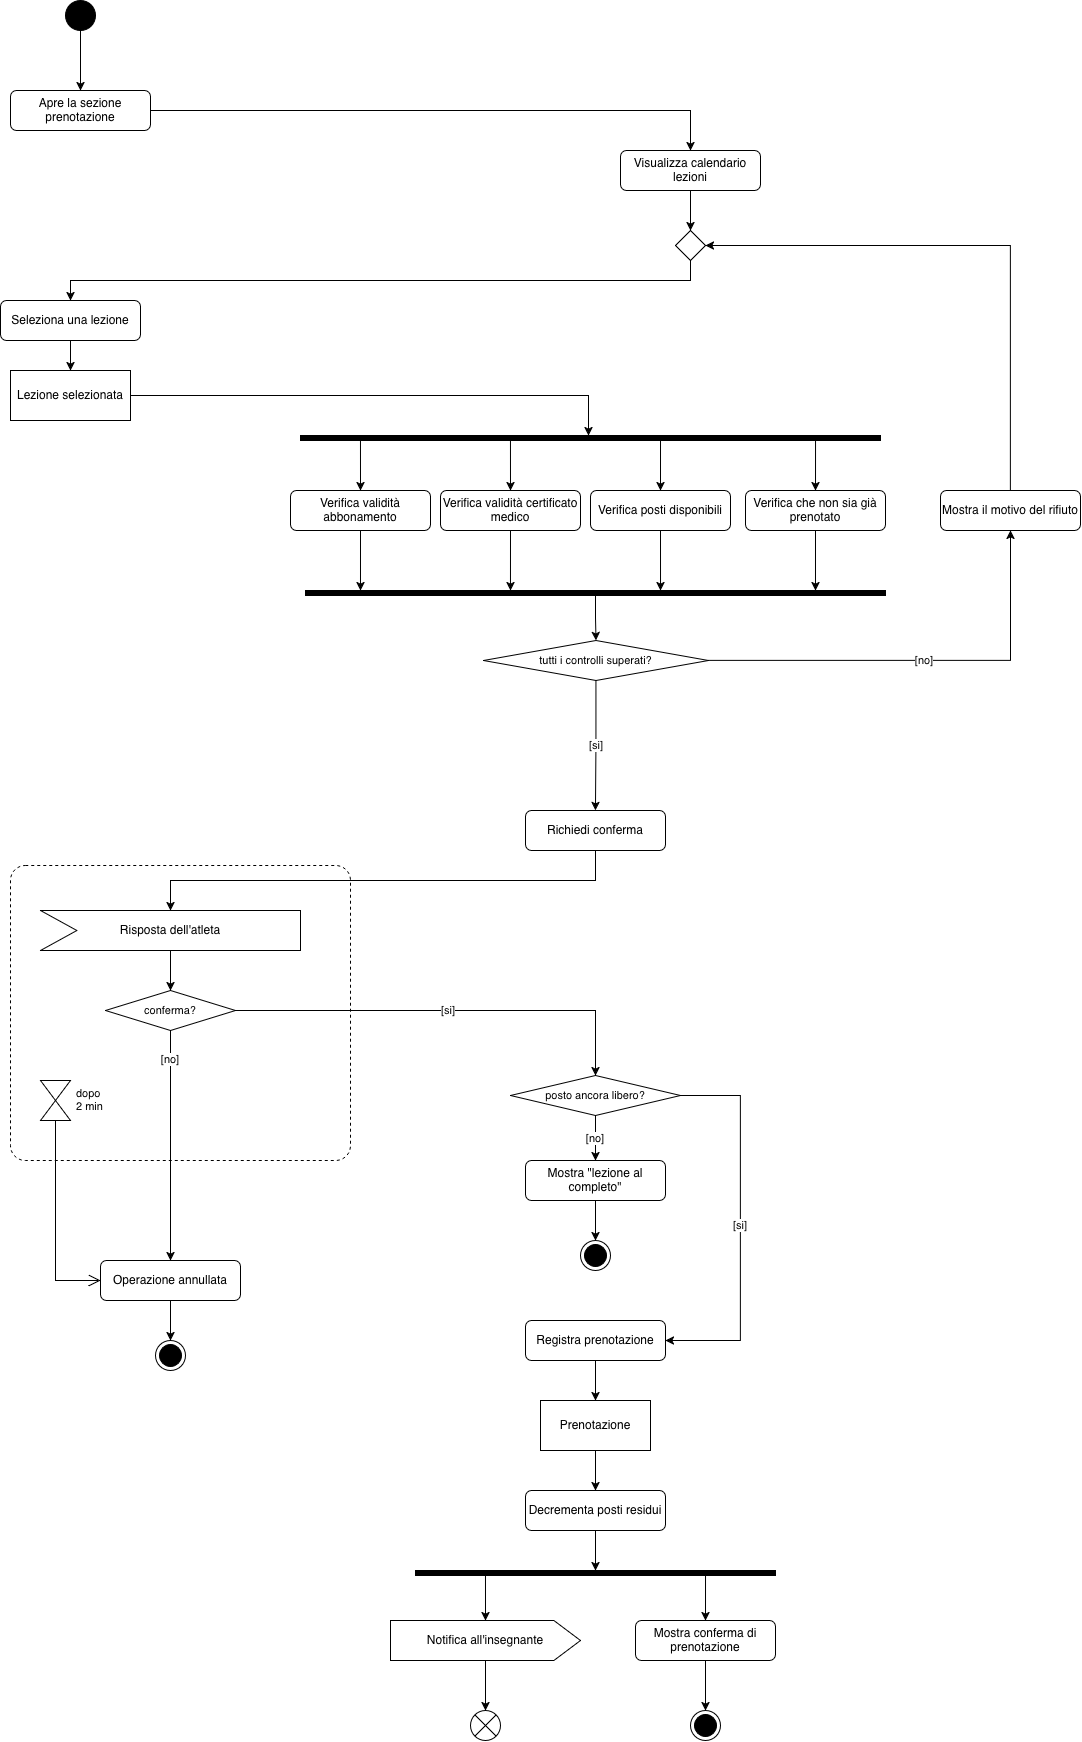 Apre la sezione
prenotazione
Visualizza calendario
lezioni
Seleziona una lezione
Lezione selezionata
Verifica validità
abbonamento
Verifica validità certificato
medico
Verifica posti disponibili
Verifica che non sia già
prenotato
Mostra il motivo del rifiuto
tutti i controlli superati?
[no]
[si]
Richiedi conferma
Risposta dell'atleta
conferma?
[si]
[no]
dopo
2 min
posto ancora libero?
[no]
Mostra "lezione al
completo"
[si]
Operazione annullata
Registra prenotazione
Prenotazione
Decrementa posti residui
Notifica all'insegnante
Mostra conferma di
prenotazione